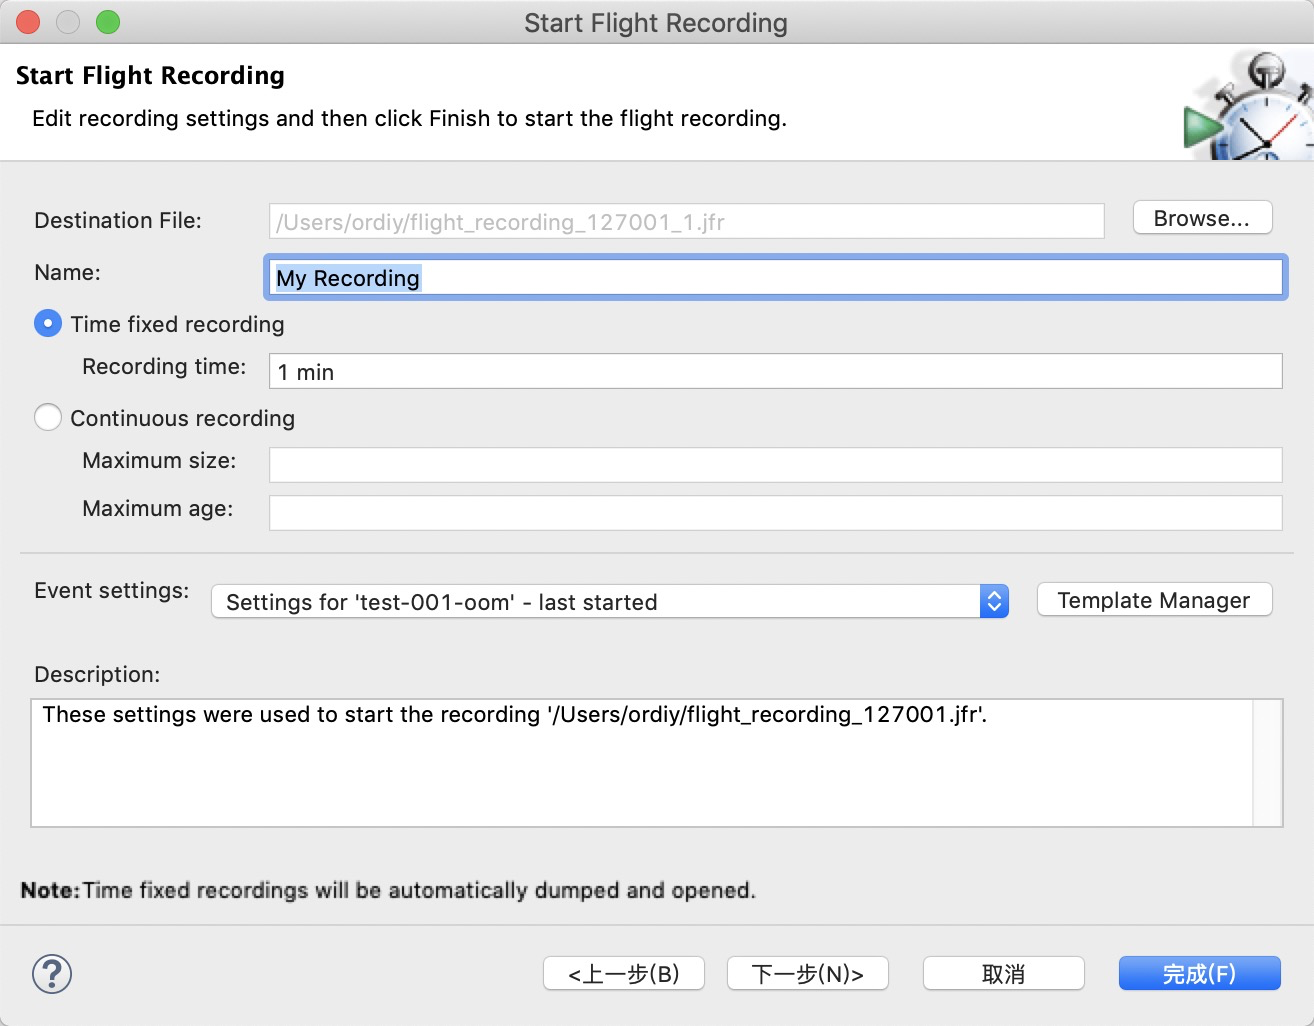 Start Flight Recording
Start Flight Recording
Edit recording settings and then click Finish to start the flight recording.
Destination File: /Users/ordiy/flight_recording_127001_1.jfr Browse...
Name: My Recording
Time fixed recording
Recording time: 1 min
Continuous recording
Maximum size:
Maximum age:
Event settings: Settings for 'test-001-oom' - last started Template Manager
Description:
These settings were used to start the recording '/Users/ordiy/flight_recording_127001.jfr'.
Note: Time fixed recordings will be automatically dumped and opened.
? <上一步(B) 下一步(N)> 取消 完成(F)